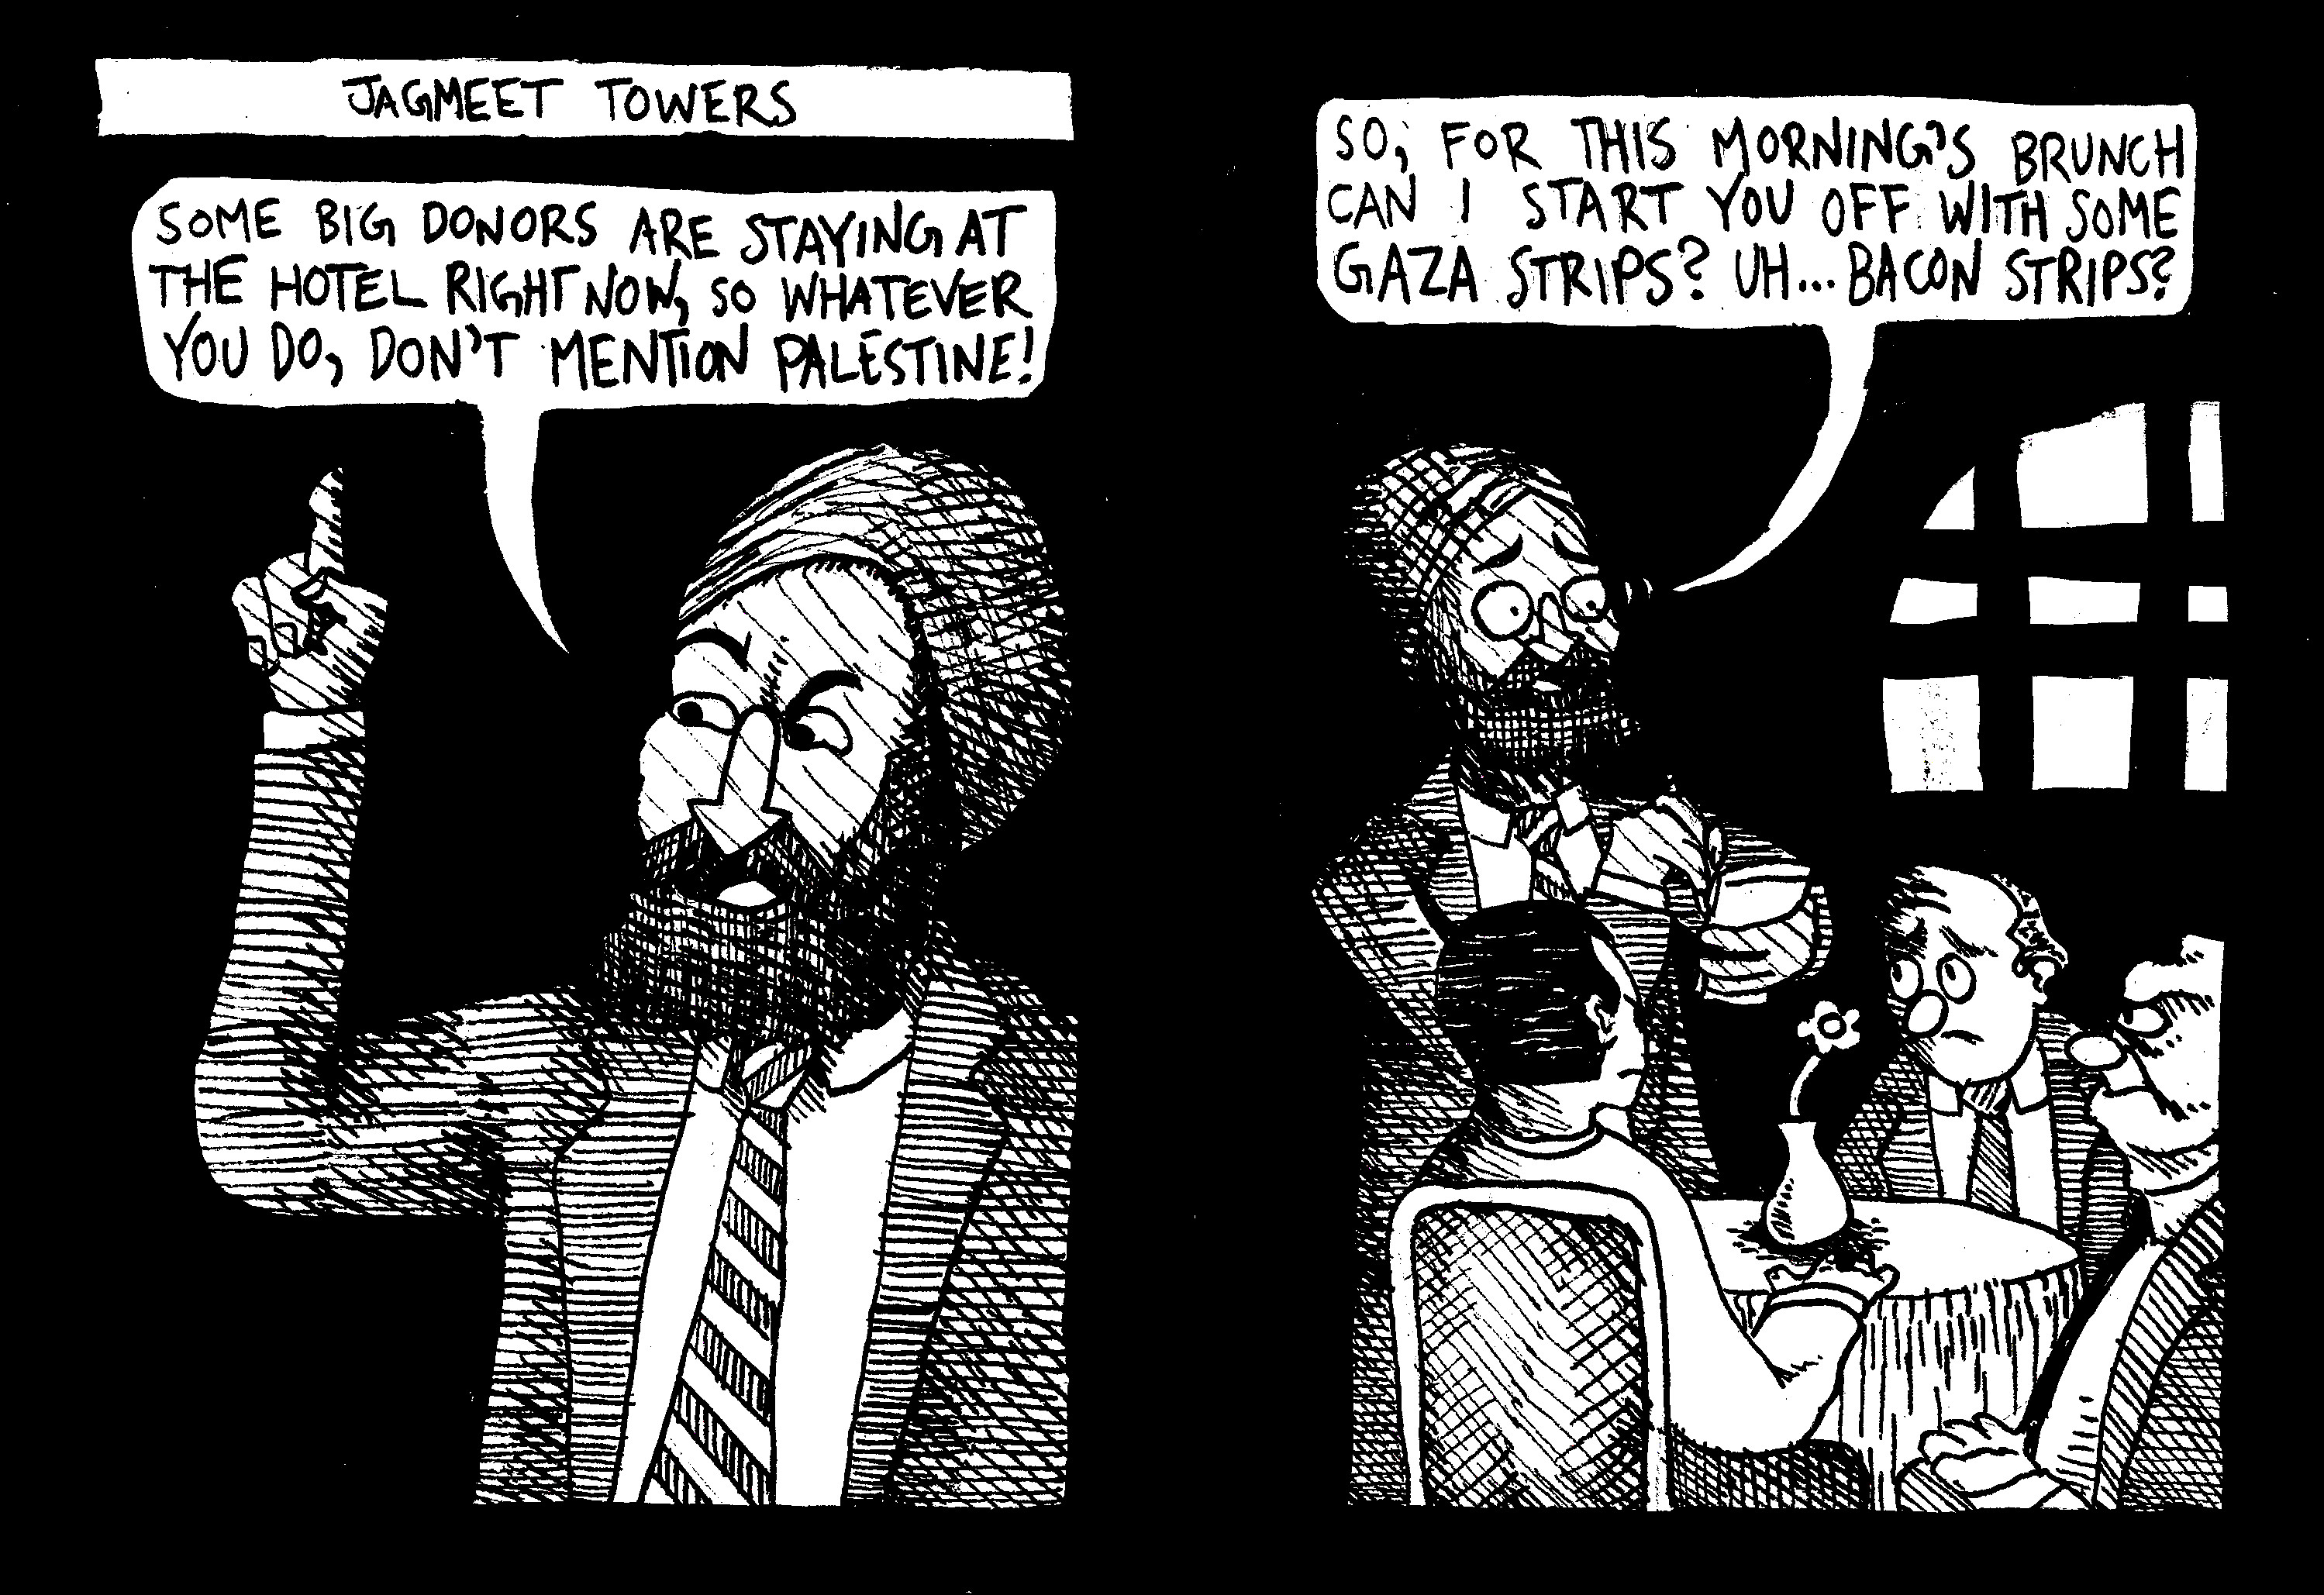 JAGMEET TOWERS
SOME BIG DONORS ARE STAYING AT
THE HOTEL RIGHT NOW, SO WHATEVER
YOU DO, DON'T MENTION PALESTINE!
SO, FOR THIS MORNING'S BRUNCH
CAN I START YOU OFF WITH SOME
GAZA STRIPS? UH... BACON STRIPS?